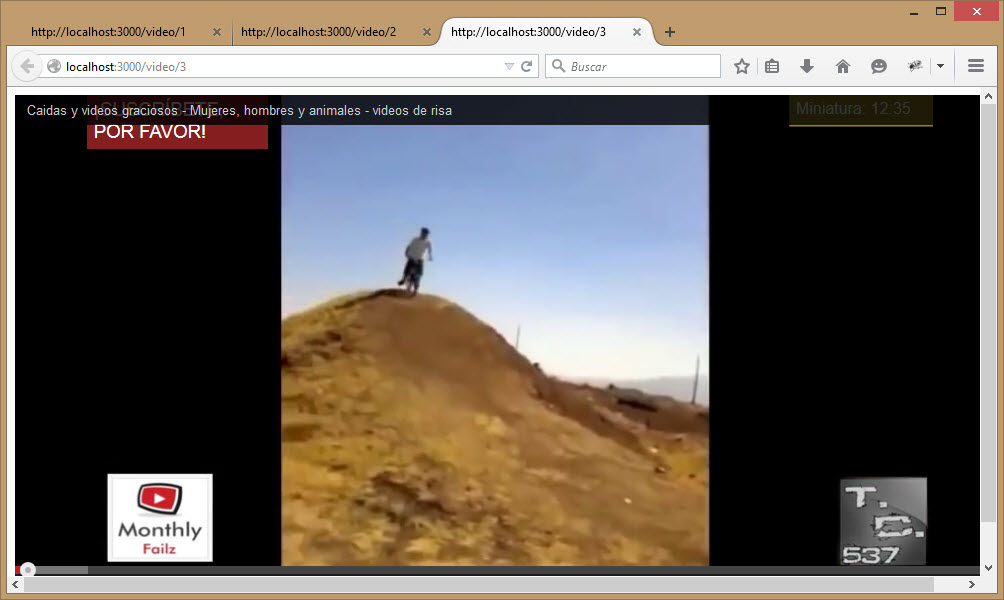 http://localhost:3000/video/1
http://localhost:3000/video/2
http://localhost:3000/video/3
localhost:3000/video/3
Buscar
Caidas y videos graciosos - Mujeres, hombres y animales - videos de risa
¡SUSCRÍBETE,
POR FAVOR!
Miniatura: 12:35
Monthly
Failz
T.
C.
537